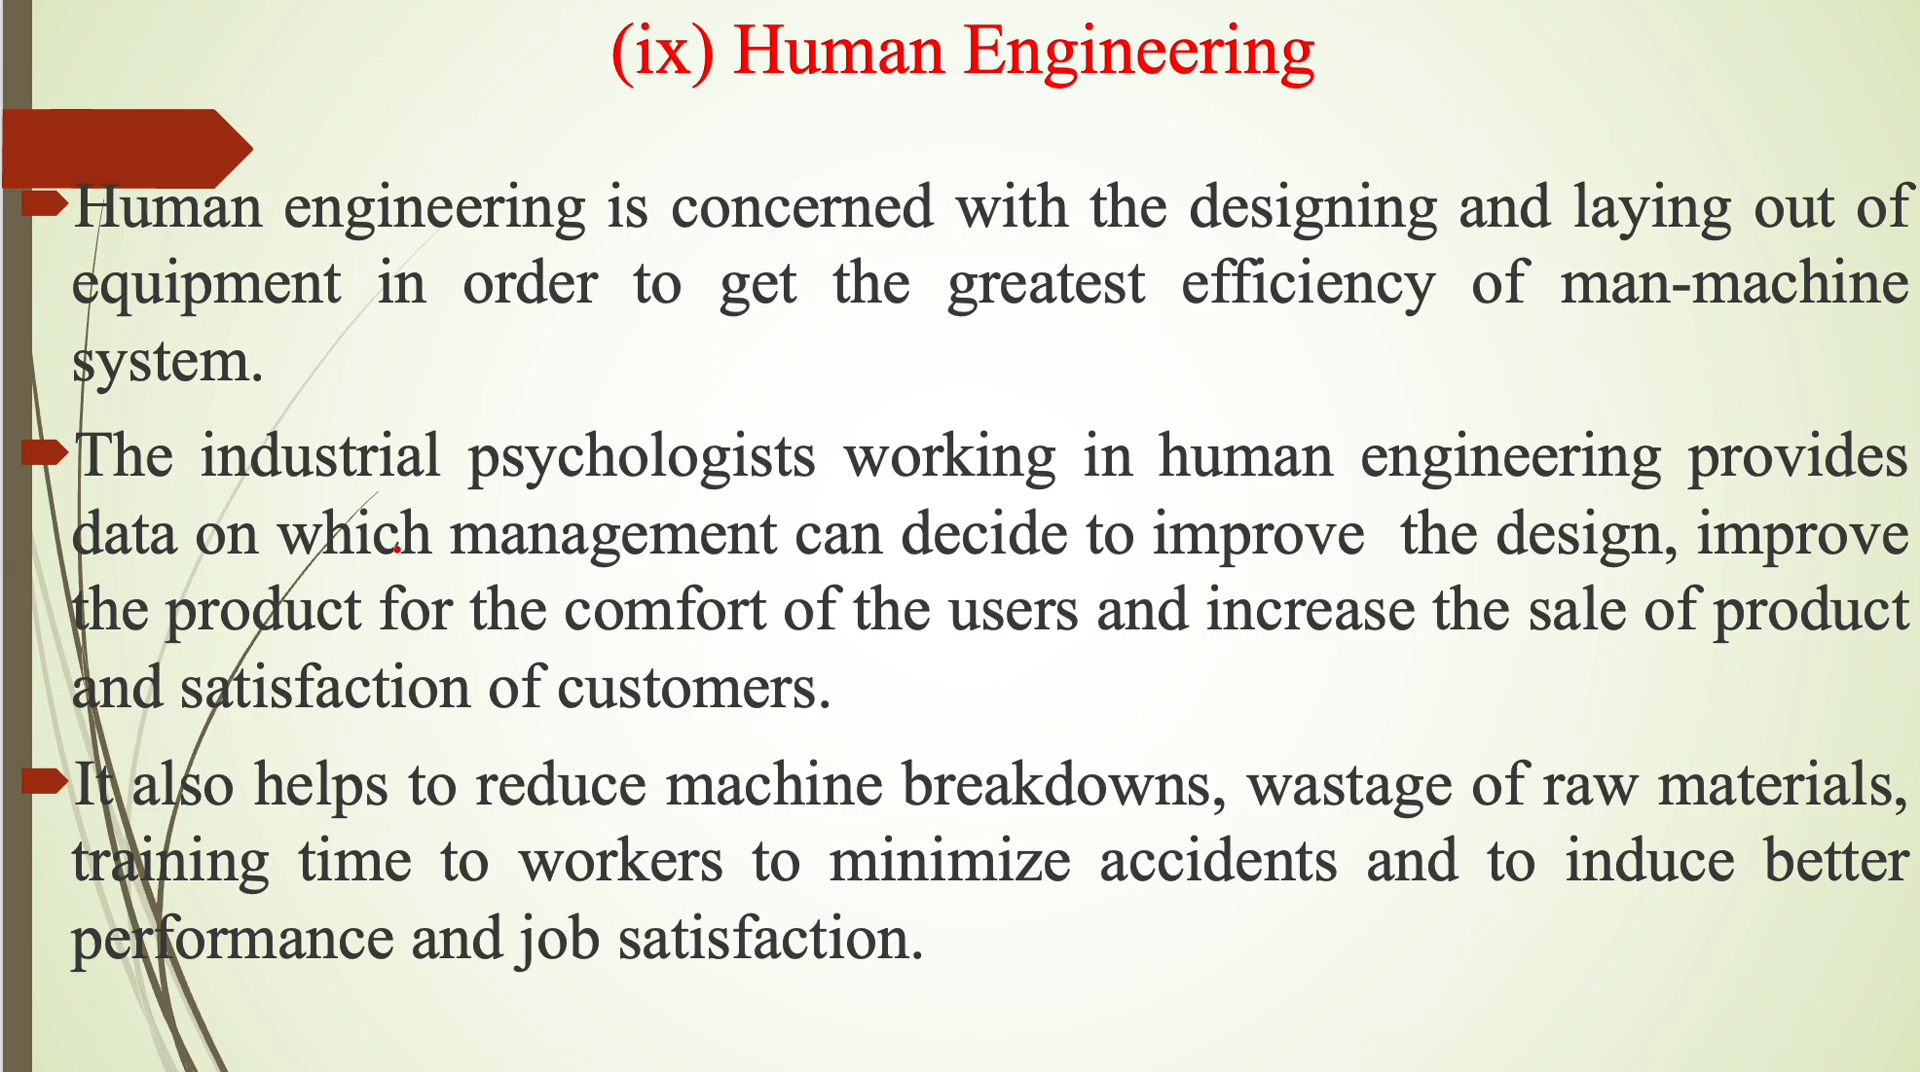 (ix) Human Engineering
Human engineering is concerned with the designing and laying out of
equipment in order to get the greatest efficiency of man-machine
system.
The industrial psychologists working in human engineering provides
data on which management can decide to improve  the design, improve
the product for the comfort of the users and increase the sale of product
and satisfaction of customers.
It also helps to reduce machine breakdowns, wastage of raw materials,
training time to workers to minimize accidents and to induce better
performance and job satisfaction.